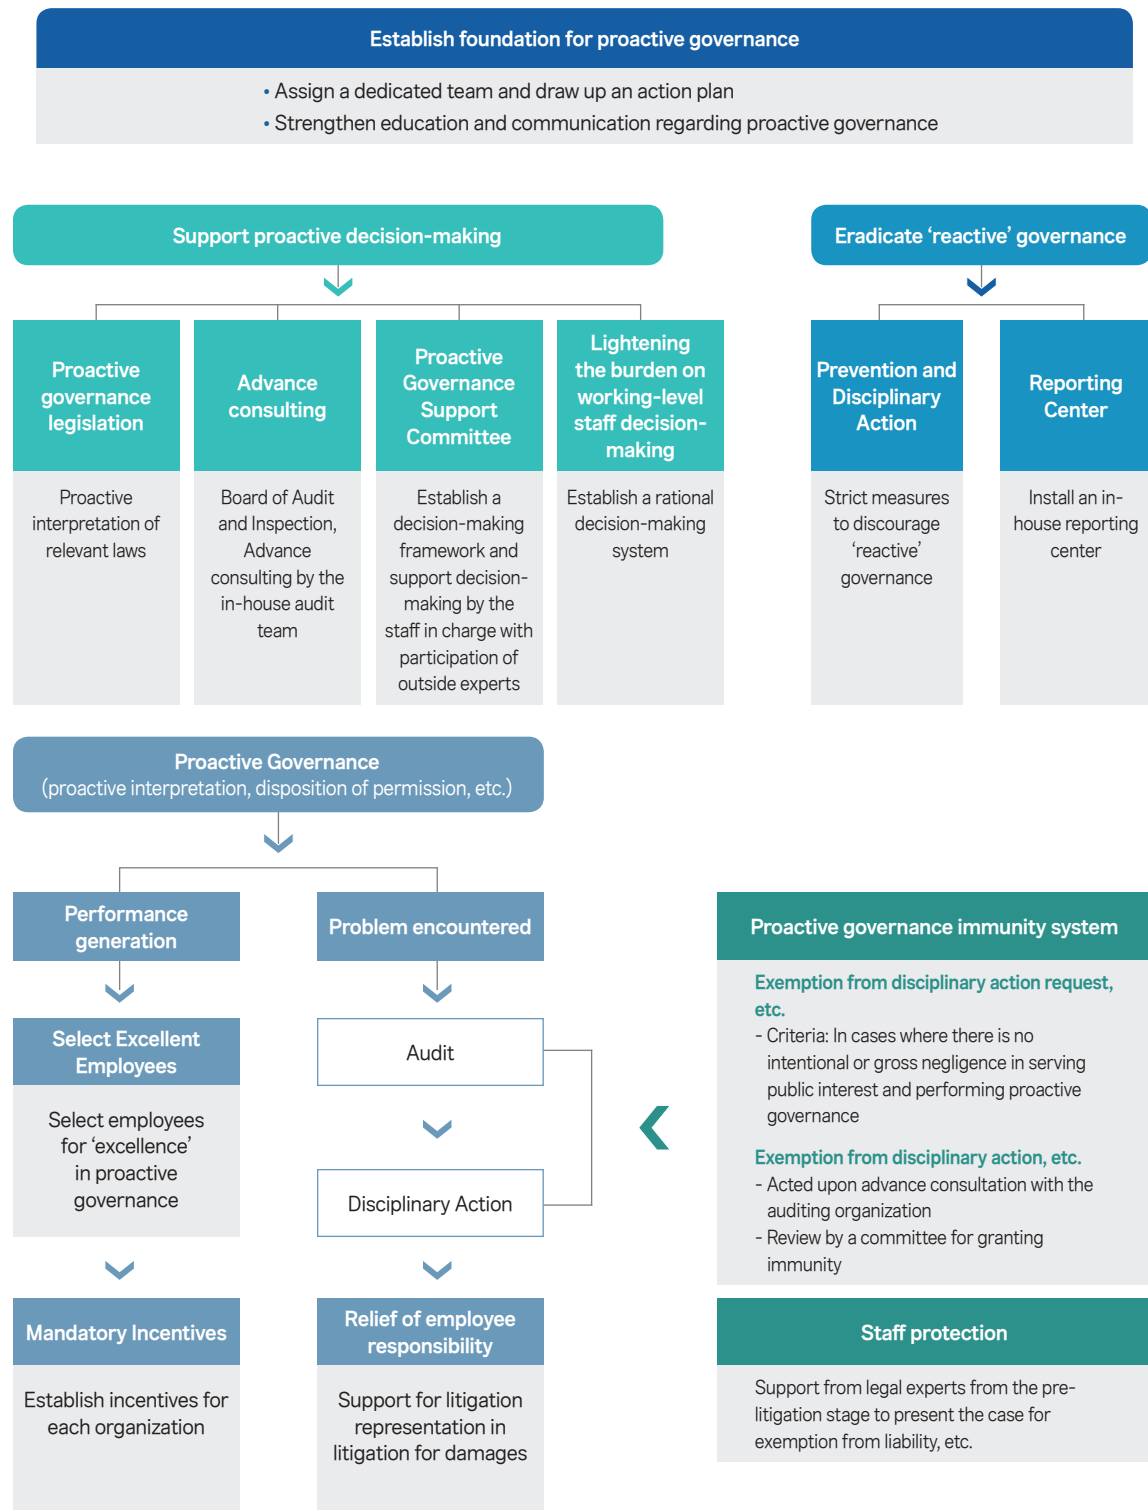 Establish foundation for proactive governance
• Assign a dedicated team and draw up an action plan
• Strengthen education and communication regarding proactive governance
Support proactive decision-making
Proactive
governance
legislation
Proactive
interpretation of
relevant laws
Advance
consulting
Board of Audit
and Inspection,
Advance
consulting by the
in-house audit
team
Proactive
Governance
Support
Committee
Establish a
decision-making
framework and
support decision-
making by the
staff in charge with
participation of
outside experts
Lightening
the burden on
working-level
staff decision-
making
Establish a rational
decision-making
system
Eradicate ‘reactive’ governance
Prevention and
Disciplinary
Action
Strict measures
to discourage
‘reactive’
governance
Reporting
Center
Install an in-
house reporting
center
Proactive Governance
(proactive interpretation, disposition of permission, etc.)
Performance
generation
Select Excellent
Employees
Select employees
for ‘excellence’
in proactive
governance
Mandatory Incentives
Establish incentives for
each organization
Problem encountered
Audit
Disciplinary Action
Relief of employee
responsibility
Support for litigation
representation in
litigation for damages
Proactive governance immunity system
Exemption from disciplinary action request,
etc.
- Criteria: In cases where there is no
intentional or gross negligence in serving
public interest and performing proactive
governance
Exemption from disciplinary action, etc.
- Acted upon advance consultation with the
auditing organization
- Review by a committee for granting
immunity
Staff protection
Support from legal experts from the pre-
litigation stage to present the case for
exemption from liability, etc.